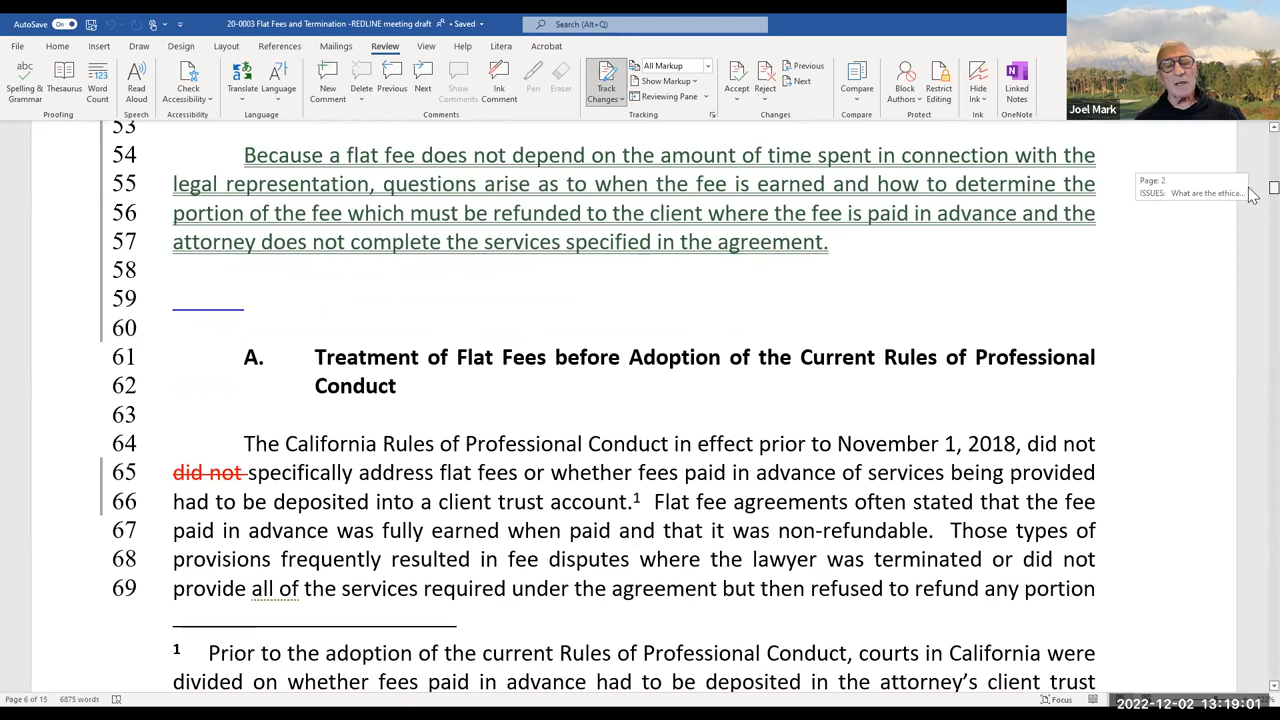 AutoSave On 20-0003 Flat Fees and Termination -REDLINE meeting draft • Saved Search (Alt+Q)
File Home Insert Draw Design Layout References Mailings Review View Help Litera Acrobat
Spelling & Grammar Thesaurus Word Count Read Aloud Check Accessibility Translate Language New Comment Delete Previous Next Show Comments Ink Comment Pen Eraser Track Changes All Markup Show Markup Reviewing Pane Accept Reject Previous Next Compare Block Authors Restrict Editing Hide Ink Linked Notes
Proofing Speech Accessibility Language Comments Tracking Changes Compare Protect Ink OneNote
Joel Mark
53
54 Because a flat fee does not depend on the amount of time spent in connection with the
55 legal representation, questions arise as to when the fee is earned and how to determine the
56 portion of the fee which must be refunded to the client where the fee is paid in advance and the
57 attorney does not complete the services specified in the agreement.
58
59
60
61 A. Treatment of Flat Fees before Adoption of the Current Rules of Professional
62 Conduct
63
64 The California Rules of Professional Conduct in effect prior to November 1, 2018, did not
65 did not specifically address flat fees or whether fees paid in advance of services being provided
66 had to be deposited into a client trust account.1 Flat fee agreements often stated that the fee
67 paid in advance was fully earned when paid and that it was non-refundable. Those types of
68 provisions frequently resulted in fee disputes where the lawyer was terminated or did not
69 provide all of the services required under the agreement but then refused to refund any portion
1 Prior to the adoption of the current Rules of Professional Conduct, courts in California were
divided on whether fees paid in advance had to be deposited in the attorney's client trust
Page: 2
ISSUES: What are the ethica...
Page 6 of 15 6875 words Focus
2022-12-02 13:19:01